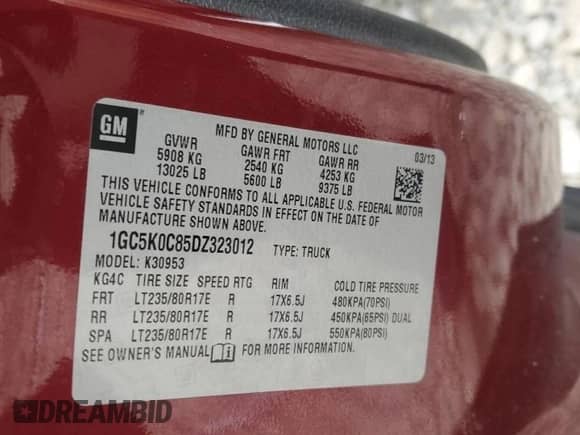 GM
MFD BY GENERAL MOTORS LLC
GVWR GAWR FRT GAWR RR 03/13
5908 KG 2540 KG 4253 KG
13025 LB 5600 LB 9375 LB
THIS VEHICLE CONFORMS TO ALL APPLICABLE U.S. FEDERAL MOTOR
VEHICLE SAFETY STANDARDS IN EFFECT ON THE DATE OF
MANUFACTURE SHOWN ABOVE.
1GC5K0C85DZ323012 TYPE: TRUCK
MODEL: K30953
KG4C TIRE SIZE SPEED RTG RIM COLD TIRE PRESSURE
FRT LT235/80R17E R 17X6.5J 480KPA(70PSI)
RR LT235/80R17E R 17X6.5J 450KPA(65PSI) DUAL
SPA LT235/80R17E R 17X6.5J 550KPA(80PSI)
SEE OWNER'S MANUAL FOR MORE INFORMATION.
DREAMBID